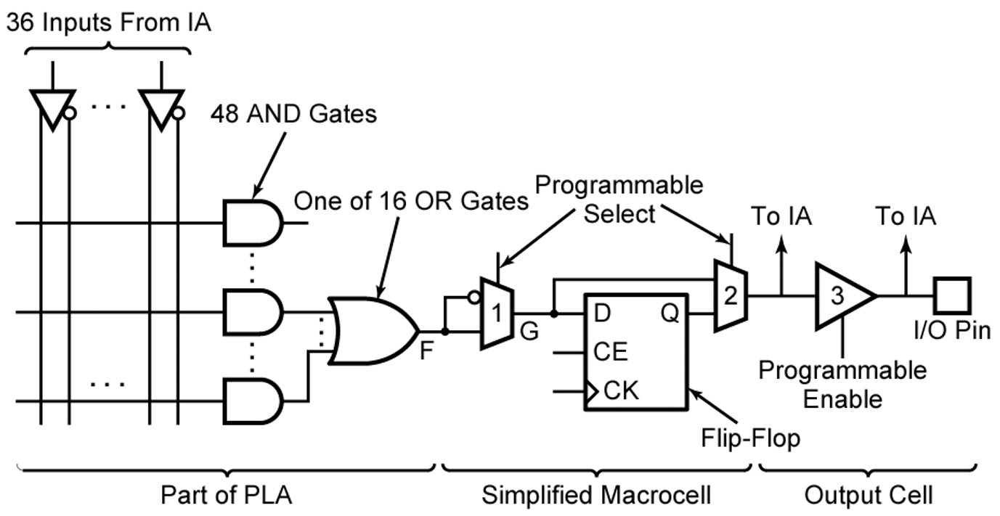 36 Inputs From IA
48 AND Gates
One of 16 OR Gates
Programmable
Select
To IA
To IA
F
1
G
D
Q
CE
CK
2
3
I/O Pin
Programmable
Enable
Flip-Flop
Part of PLA
Simplified Macrocell
Output Cell